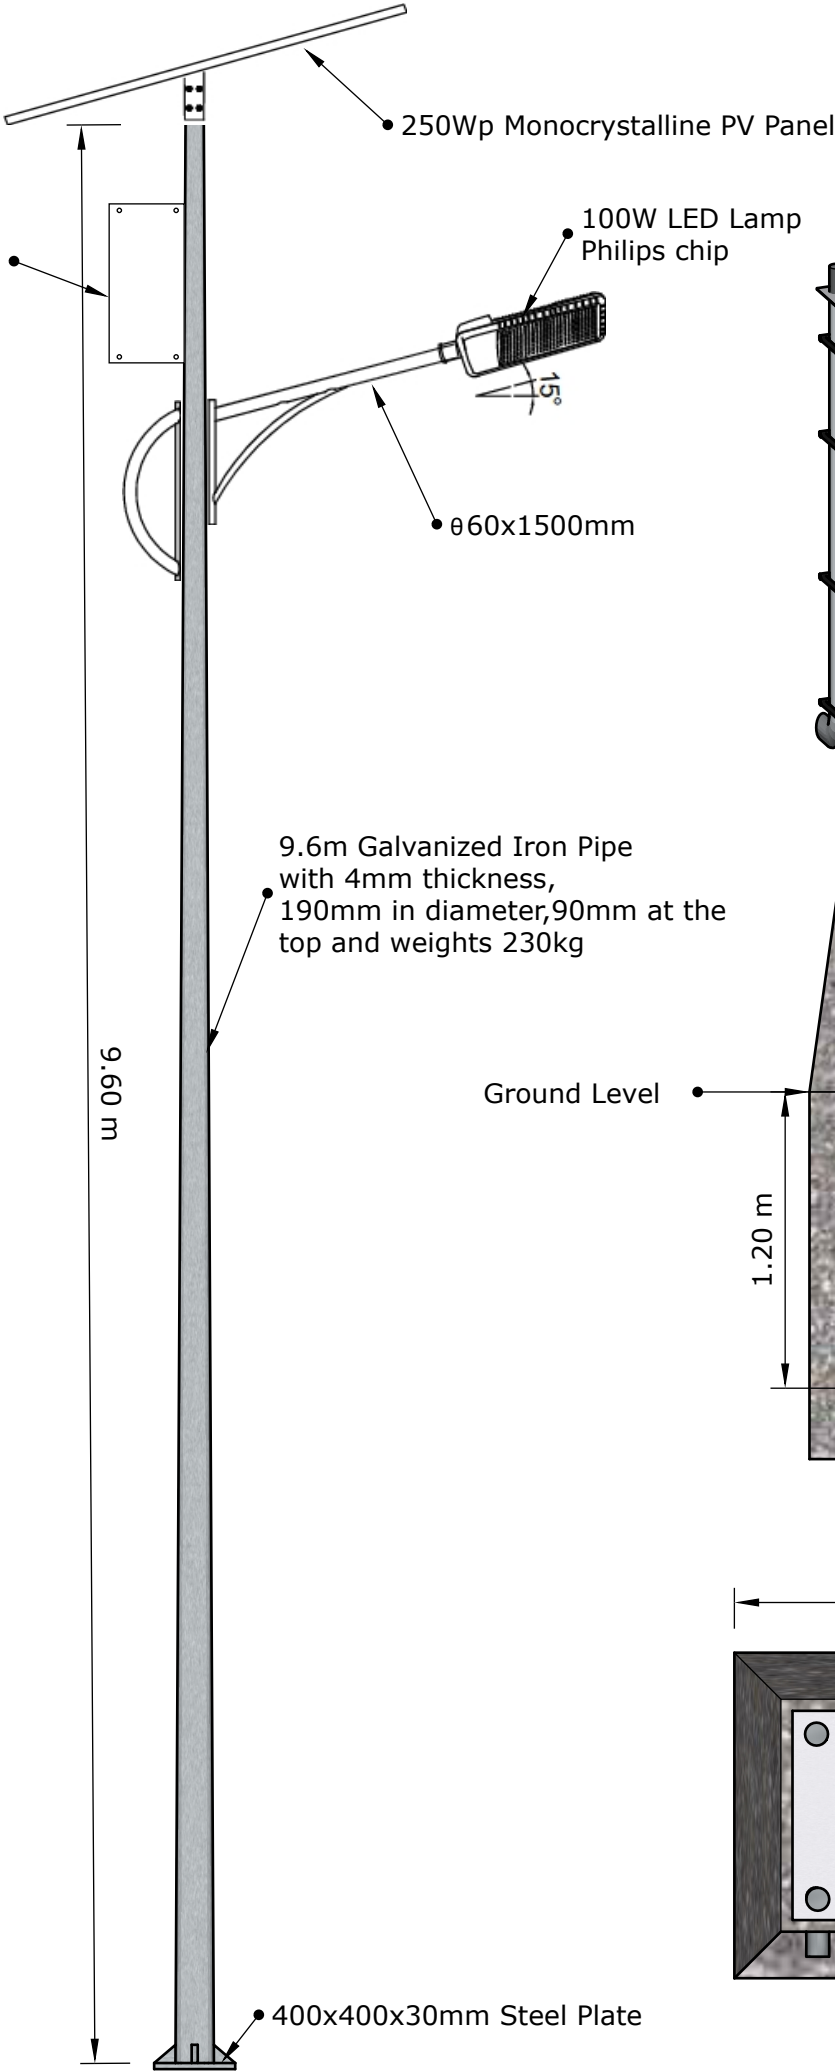 250Wp Monocrystalline PV Panel
100W LED Lamp
Philips chip
15°
θ60x1500mm
9.6m Galvanized Iron Pipe
with 4mm thickness,
190mm in diameter,90mm at the
top and weights 230kg
9.60 m
Ground Level
1.20 m
400x400x30mm Steel Plate